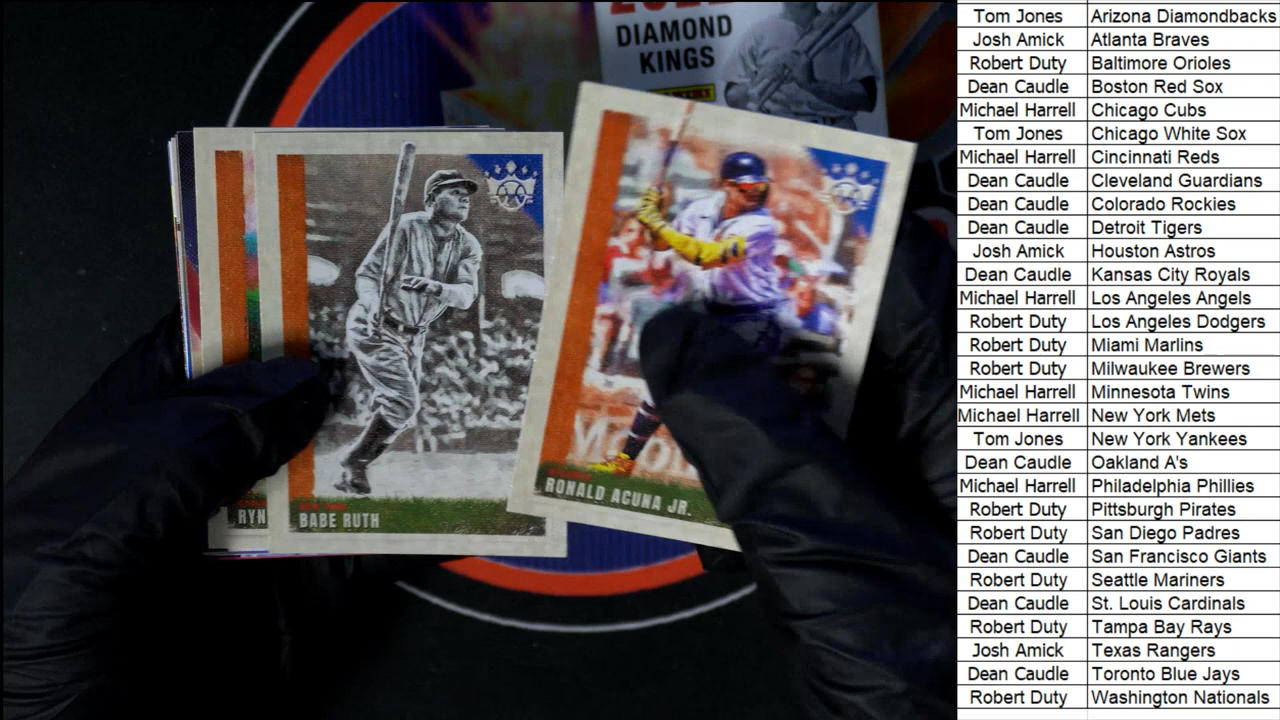 DIAMOND
KINGS
RYN
BABE RUTH
RONALD ACUNA JR.
Tom Jones Arizona Diamondbacks
Josh Amick Atlanta Braves
Robert Duty Baltimore Orioles
Dean Caudle Boston Red Sox
Michael Harrell Chicago Cubs
Tom Jones Chicago White Sox
Michael Harrell Cincinnati Reds
Dean Caudle Cleveland Guardians
Dean Caudle Colorado Rockies
Dean Caudle Detroit Tigers
Josh Amick Houston Astros
Dean Caudle Kansas City Royals
Michael Harrell Los Angeles Angels
Robert Duty Los Angeles Dodgers
Robert Duty Miami Marlins
Robert Duty Milwaukee Brewers
Michael Harrell Minnesota Twins
Michael Harrell New York Mets
Tom Jones New York Yankees
Dean Caudle Oakland A's
Michael Harrell Philadelphia Phillies
Robert Duty Pittsburgh Pirates
Robert Duty San Diego Padres
Dean Caudle San Francisco Giants
Robert Duty Seattle Mariners
Dean Caudle St. Louis Cardinals
Robert Duty Tampa Bay Rays
Josh Amick Texas Rangers
Dean Caudle Toronto Blue Jays
Robert Duty Washington Nationals